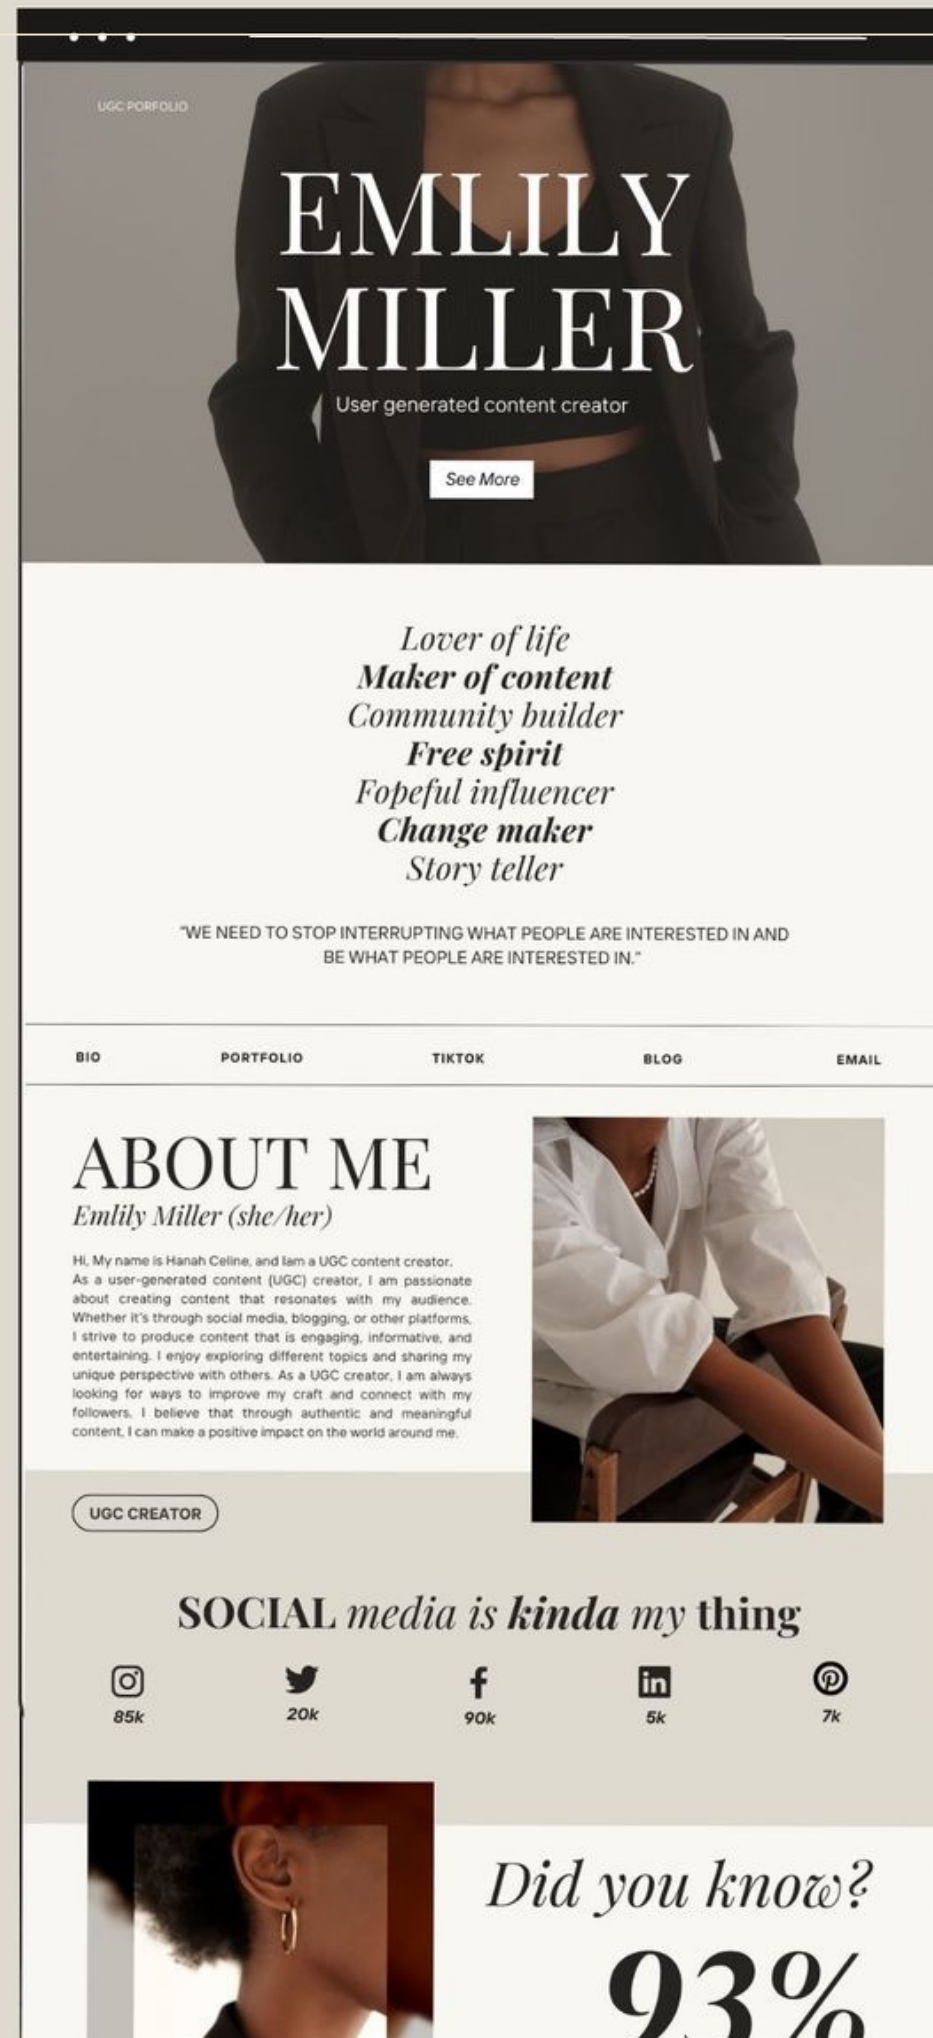 UGC PORFOLIO
EMLILY
MILLER
User generated content creator
See More
Lover of life
Maker of content
Community builder
Free spirit
Fopeful influencer
Change maker
Story teller
"WE NEED TO STOP INTERRUPTING WHAT PEOPLE ARE INTERESTED IN AND
BE WHAT PEOPLE ARE INTERESTED IN."
BIO PORTFOLIO TIKTOK BLOG EMAIL
ABOUT ME
Emlily Miller (she/her)
Hi, My name is Hanah Celine, and Iam a UGC content creator.
As a user-generated content (UGC) creator, I am passionate
about creating content that resonates with my audience.
Whether it's through social media, blogging, or other platforms,
I strive to produce content that is engaging, informative, and
entertaining. I enjoy exploring different topics and sharing my
unique perspective with others. As a UGC creator, I am always
looking for ways to improve my craft and connect with my
followers. I believe that through authentic and meaningful
content, I can make a positive impact on the world around me.
UGC CREATOR
SOCIAL media is kinda my thing
85k 20k 90k 5k 7k
Did you know?
93%